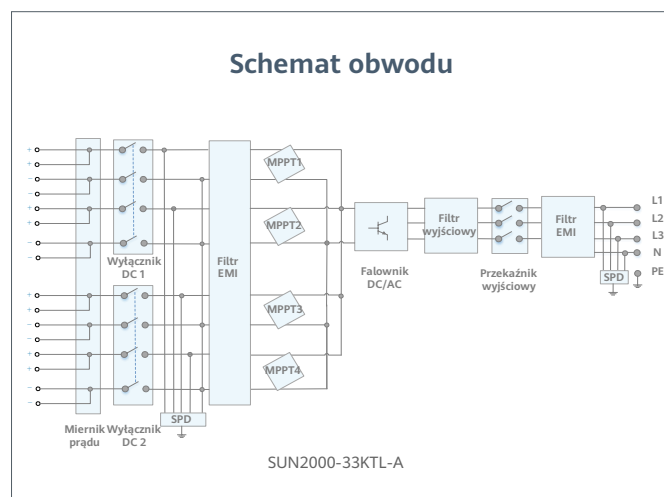 Schemat obwodu
+
+
−
−
+
+
−
−
+
+
−
−
+
+
−
−
MPPT1
MPPT2
MPPT3
MPPT4
Wyłącznik
DC 1
Filtr
EMI
Falownik
DC/AC
Filtr
wyjściowy
Przekaźnik
wyjściowy
Filtr
EMI
L1
L2
L3
N
PE
SPD
SPD
Miernik
prądu
Wyłącznik
DC 2
SUN2000-33KTL-A